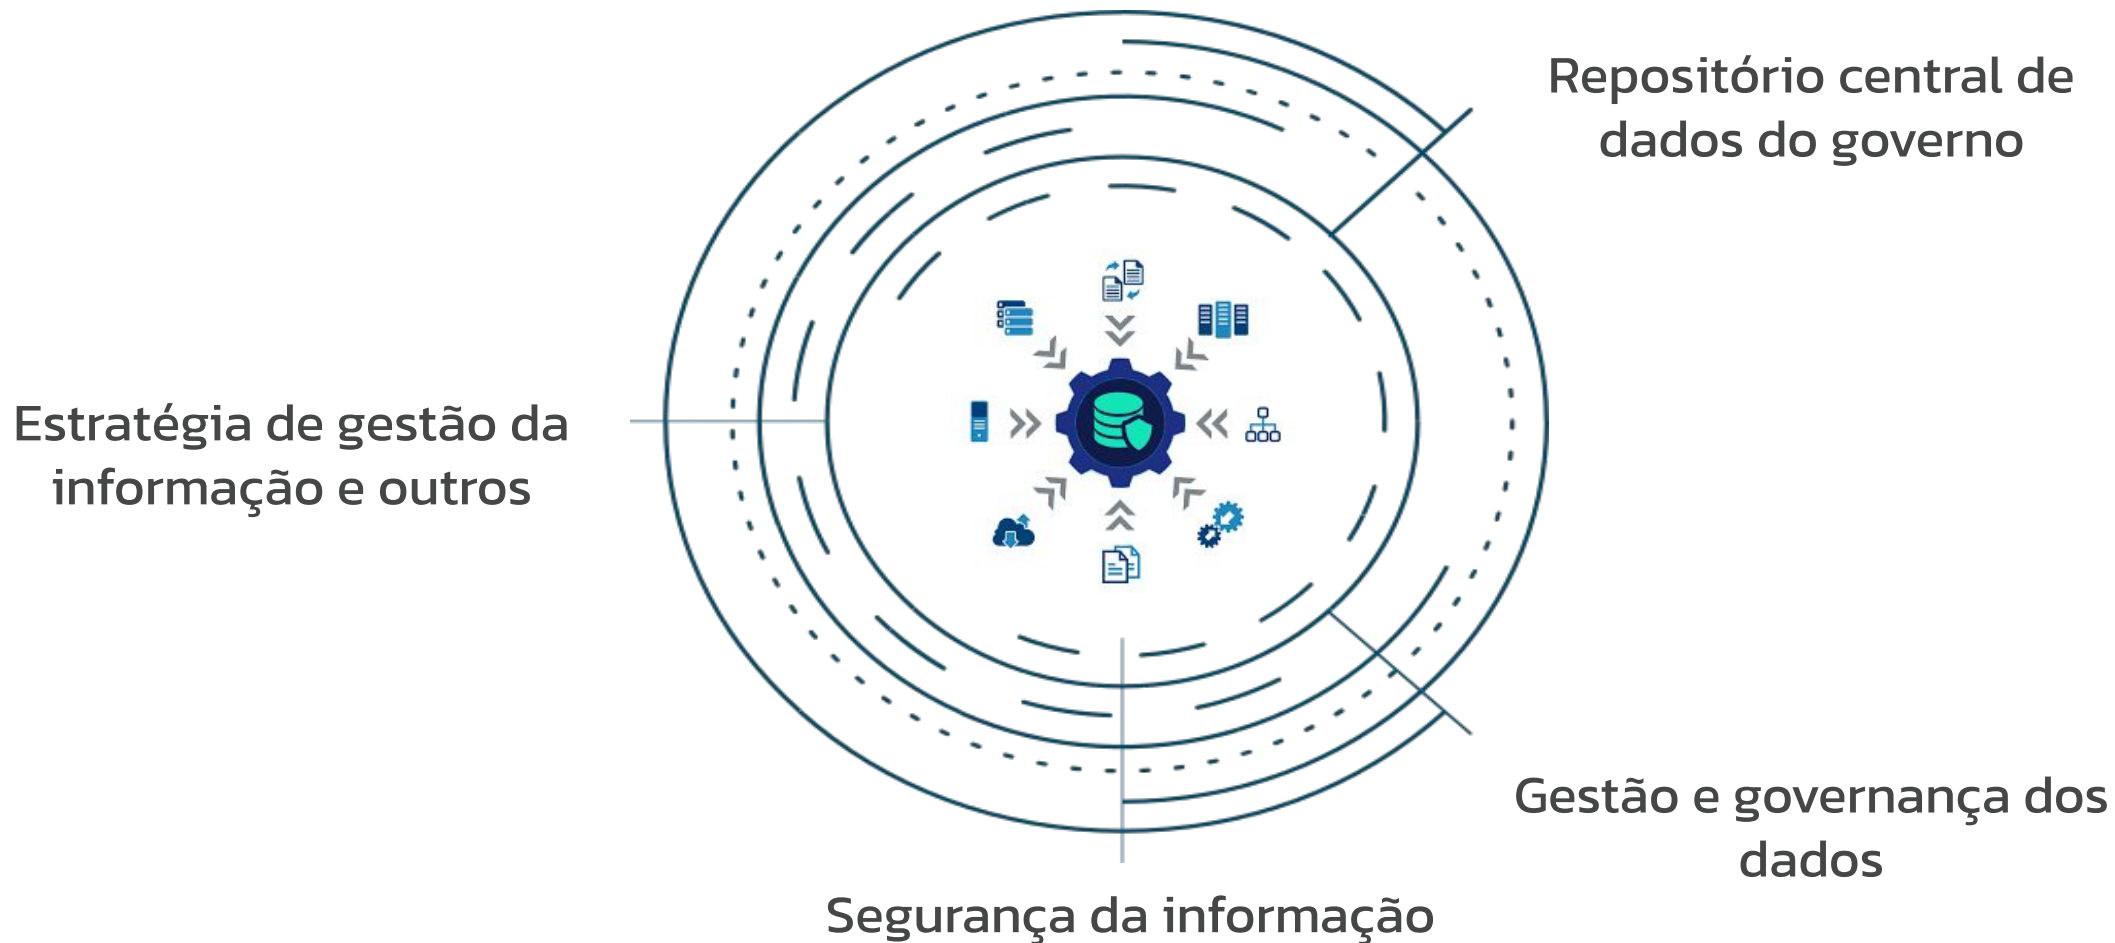 Repositório central de
dados do governo
Estratégia de gestão da
informação e outros
Gestão e governança dos
dados
Segurança da informação